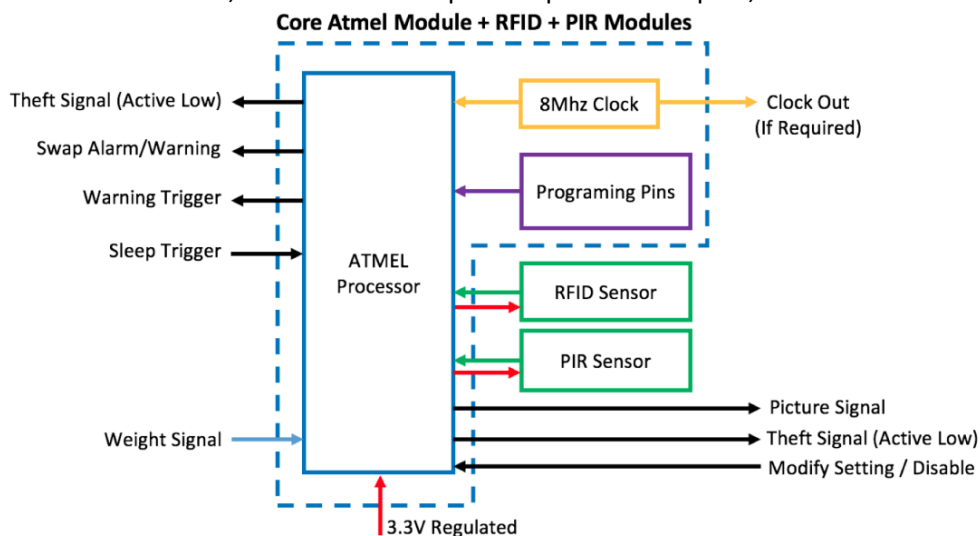 Core Atmel Module + RFID + PIR Modules
Theft Signal (Active Low)
Swap Alarm/Warning
Warning Trigger
Sleep Trigger
Weight Signal
ATMEL
Processor
3.3V Regulated
8Mhz Clock
Programing Pins
RFID Sensor
PIR Sensor
Clock Out
(If Required)
Picture Signal
Theft Signal (Active Low)
Modify Setting / Disable